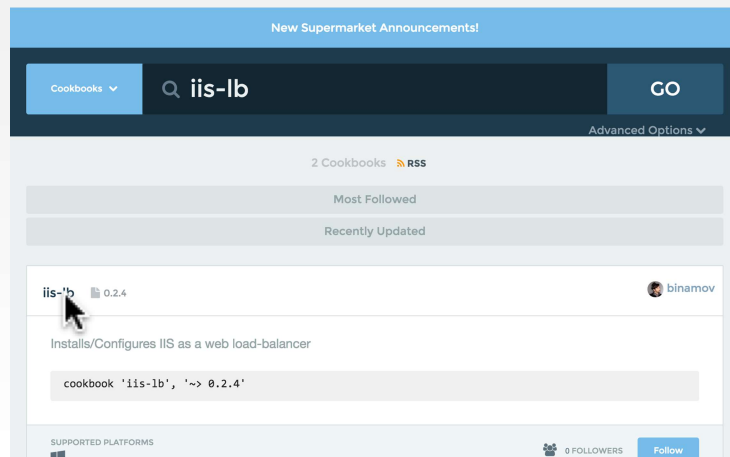 New Supermarket Announcements!
Cookbooks
iis-lb
GO
Advanced Options
2 Cookbooks RSS
Most Followed
Recently Updated
iis-lb 0.2.4
binamov
Installs/Configures IIS as a web load-balancer
cookbook 'iis-lb', '~> 0.2.4'
SUPPORTED PLATFORMS
0 FOLLOWERS
Follow